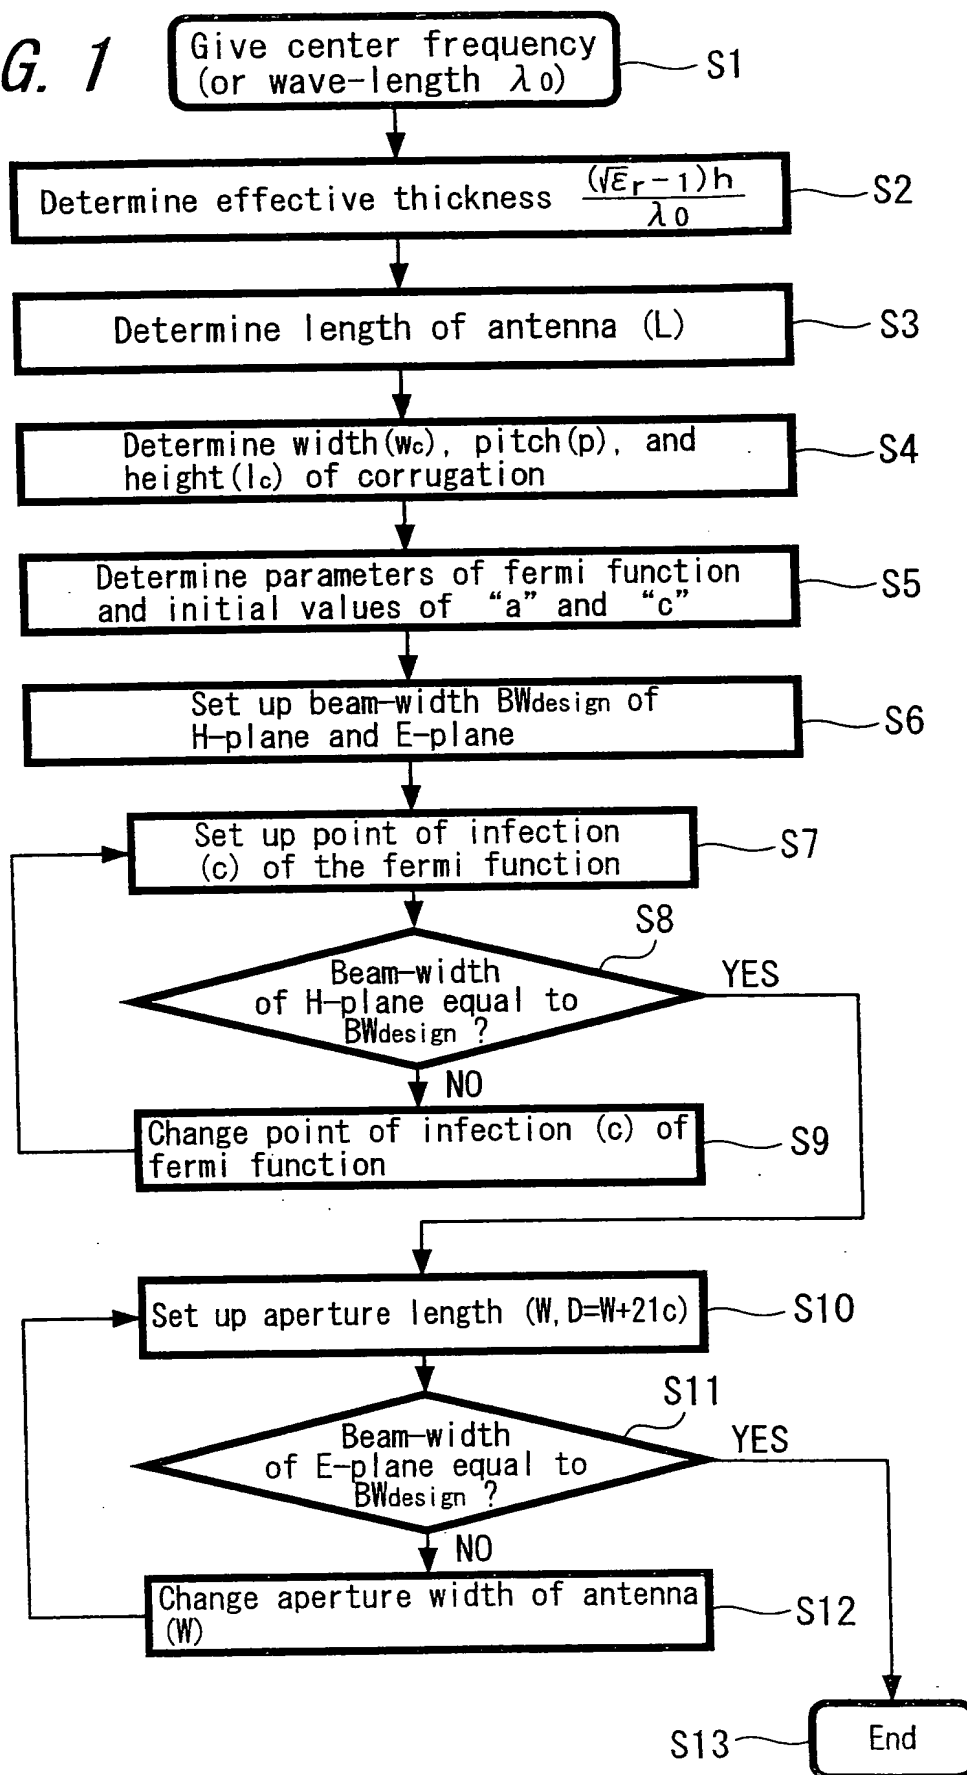 G. 1
Give center frequency
(or wave-length λ0)
S1
Determine effective thickness (√εr-1)h/λ0
S2
Determine length of antenna (L)
S3
Determine width(wc), pitch(p), and
height(lc) of corrugation
S4
Determine parameters of fermi function
and initial values of "a" and "c"
S5
Set up beam-width BWdesign of
H-plane and E-plane
S6
Set up point of infection
(c) of the fermi function
S7
S8
Beam-width
of H-plane equal to
BWdesign ?
YES
NO
Change point of infection (c) of
fermi function
S9
Set up aperture length (W, D=W+21c)
S10
S11
Beam-width
of E-plane equal to
BWdesign ?
YES
NO
Change aperture width of antenna
(W)
S12
S13
End